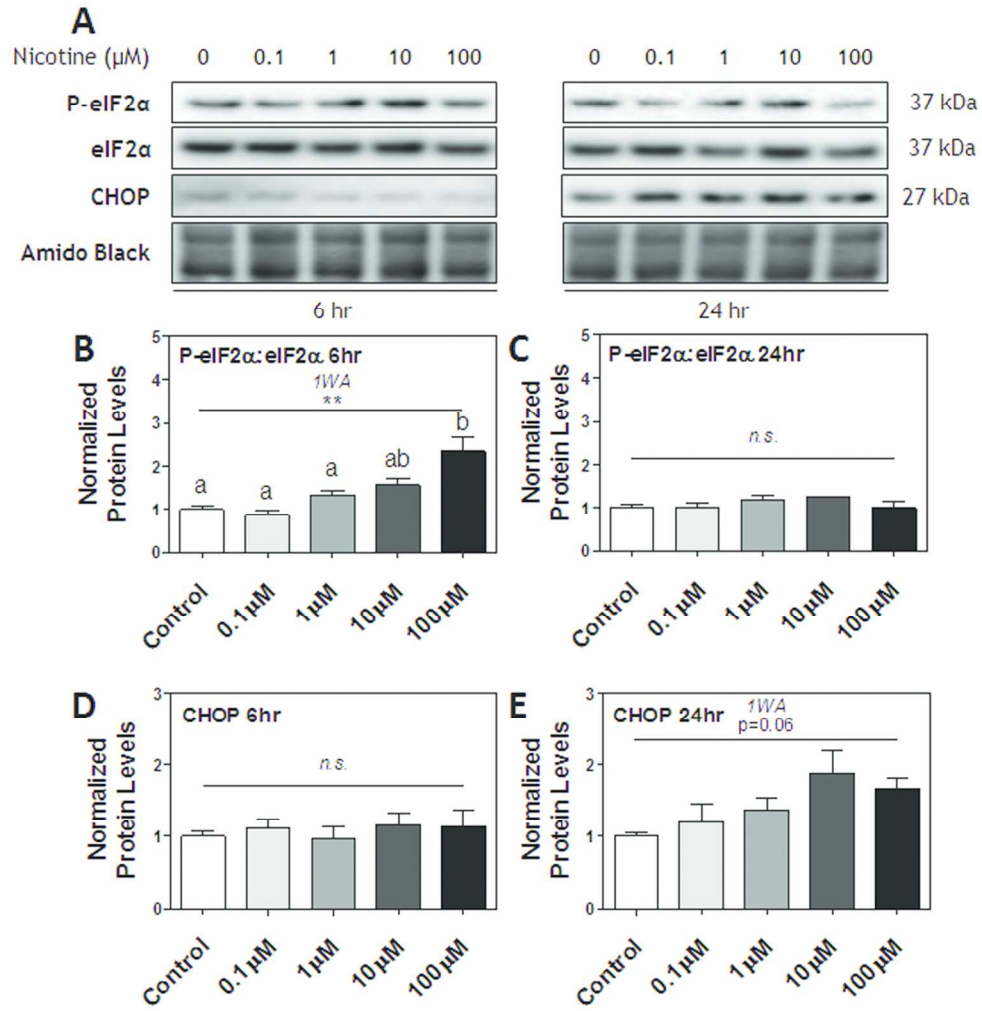 A
Nicotine (µM) 0 0.1 1 10 100 0 0.1 1 10 100
P-eIF2α 37 kDa
eIF2α 37 kDa
CHOP 27 kDa
Amido Black
6 hr 24 hr
B
P-eIF2α:eIF2α 6hr
1WA
**
a a a ab b
Normalized
Protein Levels
5
4
3
2
1
0
Control 0.1µM 1µM 10µM 100µM
C
P-eIF2α:eIF2α 24hr
n.s.
Normalized
Protein Levels
5
4
3
2
1
0
Control 0.1µM 1µM 10µM 100µM
D
CHOP 6hr
n.s.
Normalized
Protein Levels
3
2
1
0
Control 0.1µM 1µM 10µM 100µM
E
CHOP 24hr
1WA
p=0.06
Normalized
Protein Levels
3
2
1
0
Control 0.1µM 1µM 10µM 100µM